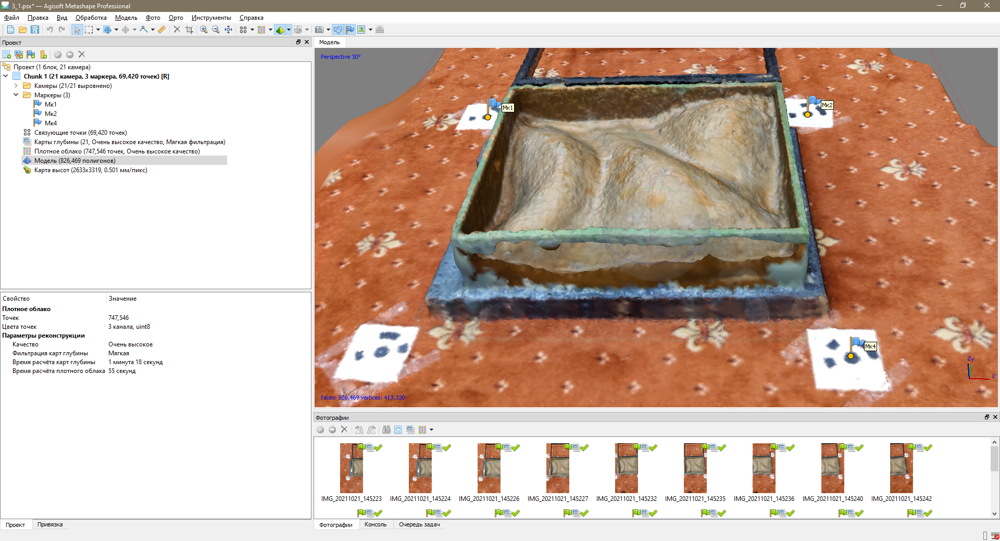 3_1.psx* — Agisoft Metashape Professional
Файл Правка Вид Обработка Модель Фото Орто Инструменты Справка
Проект
Проект (1 блок, 21 камера)
Chunk 1 (21 камера, 3 маркера, 69,420 точек) [R]
Камеры (21/21 выровнено)
Маркеры (3)
Мк1
Мк2
Мк4
Связующие точки (69,420 точек)
Карты глубины (21, Очень высокое качество, Мягкая фильтрация)
Плотное облако (747,546 точек, Очень высокое качество)
Модель (826,469 полигонов)
Карта высот (2633x3319, 0.501 мм/пикс)
Свойство Значение
Плотное облако
Точек 747,546
Цвета точек 3 канала, uint8
Параметры реконструкции
Качество Очень высокое
Фильтрация карт глубины Мягкая
Время расчёта карт глубины 1 минута 18 секунд
Время расчёта плотного облака 55 секунд
Проект Привязка
Модель
Perspective 30°
Мк1
Мк2
Мк4
Z Y
X
faces: 826,469 vertices: 413,330
Фотографии
IMG_20211021_145223 IMG_20211021_145224 IMG_20211021_145226 IMG_20211021_145227 IMG_20211021_145232 IMG_20211021_145235 IMG_20211021_145236 IMG_20211021_145240 IMG_20211021_145242
Фотографии Консоль Очередь задач